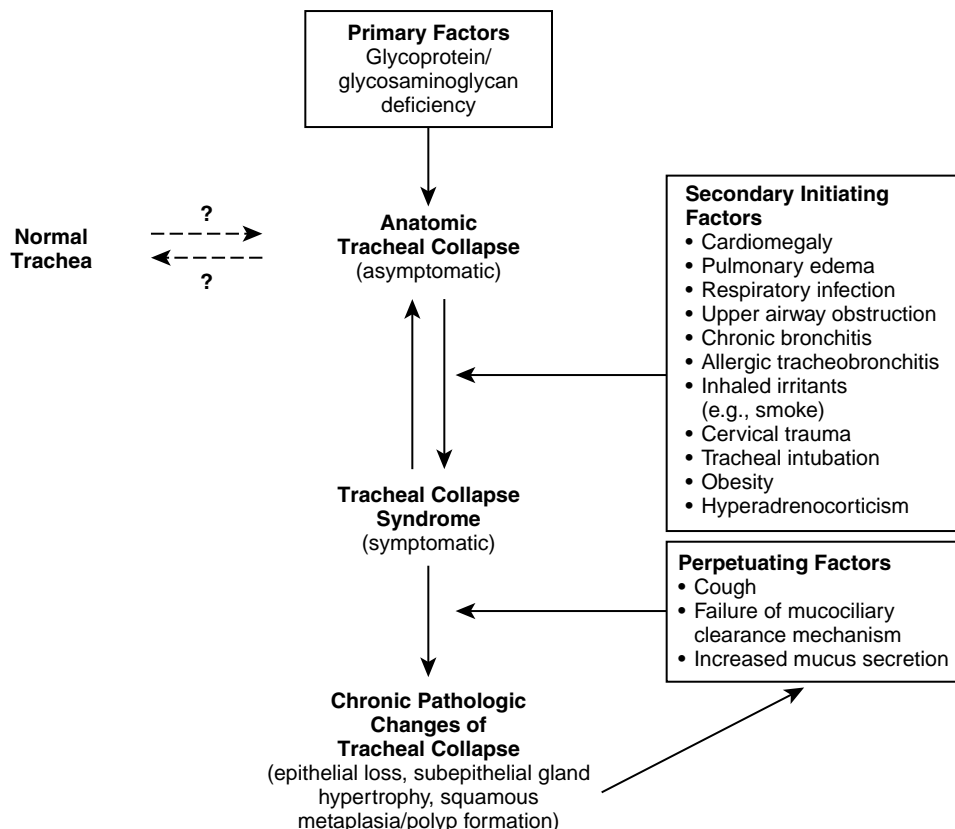 Primary Factors
Glycoprotein/
glycosaminoglycan
deficiency
?
Normal
Trachea
?
Anatomic
Tracheal Collapse
(asymptomatic)
Secondary Initiating
Factors
• Cardiomegaly
• Pulmonary edema
• Respiratory infection
• Upper airway obstruction
• Chronic bronchitis
• Allergic tracheobronchitis
• Inhaled irritants
(e.g., smoke)
• Cervical trauma
• Tracheal intubation
• Obesity
• Hyperadrenocorticism
Tracheal Collapse
Syndrome
(symptomatic)
Perpetuating Factors
• Cough
• Failure of mucociliary
clearance mechanism
• Increased mucus secretion
Chronic Pathologic
Changes of
Tracheal Collapse
(epithelial loss, subepithelial gland
hypertrophy, squamous
metaplasia/polyp formation)